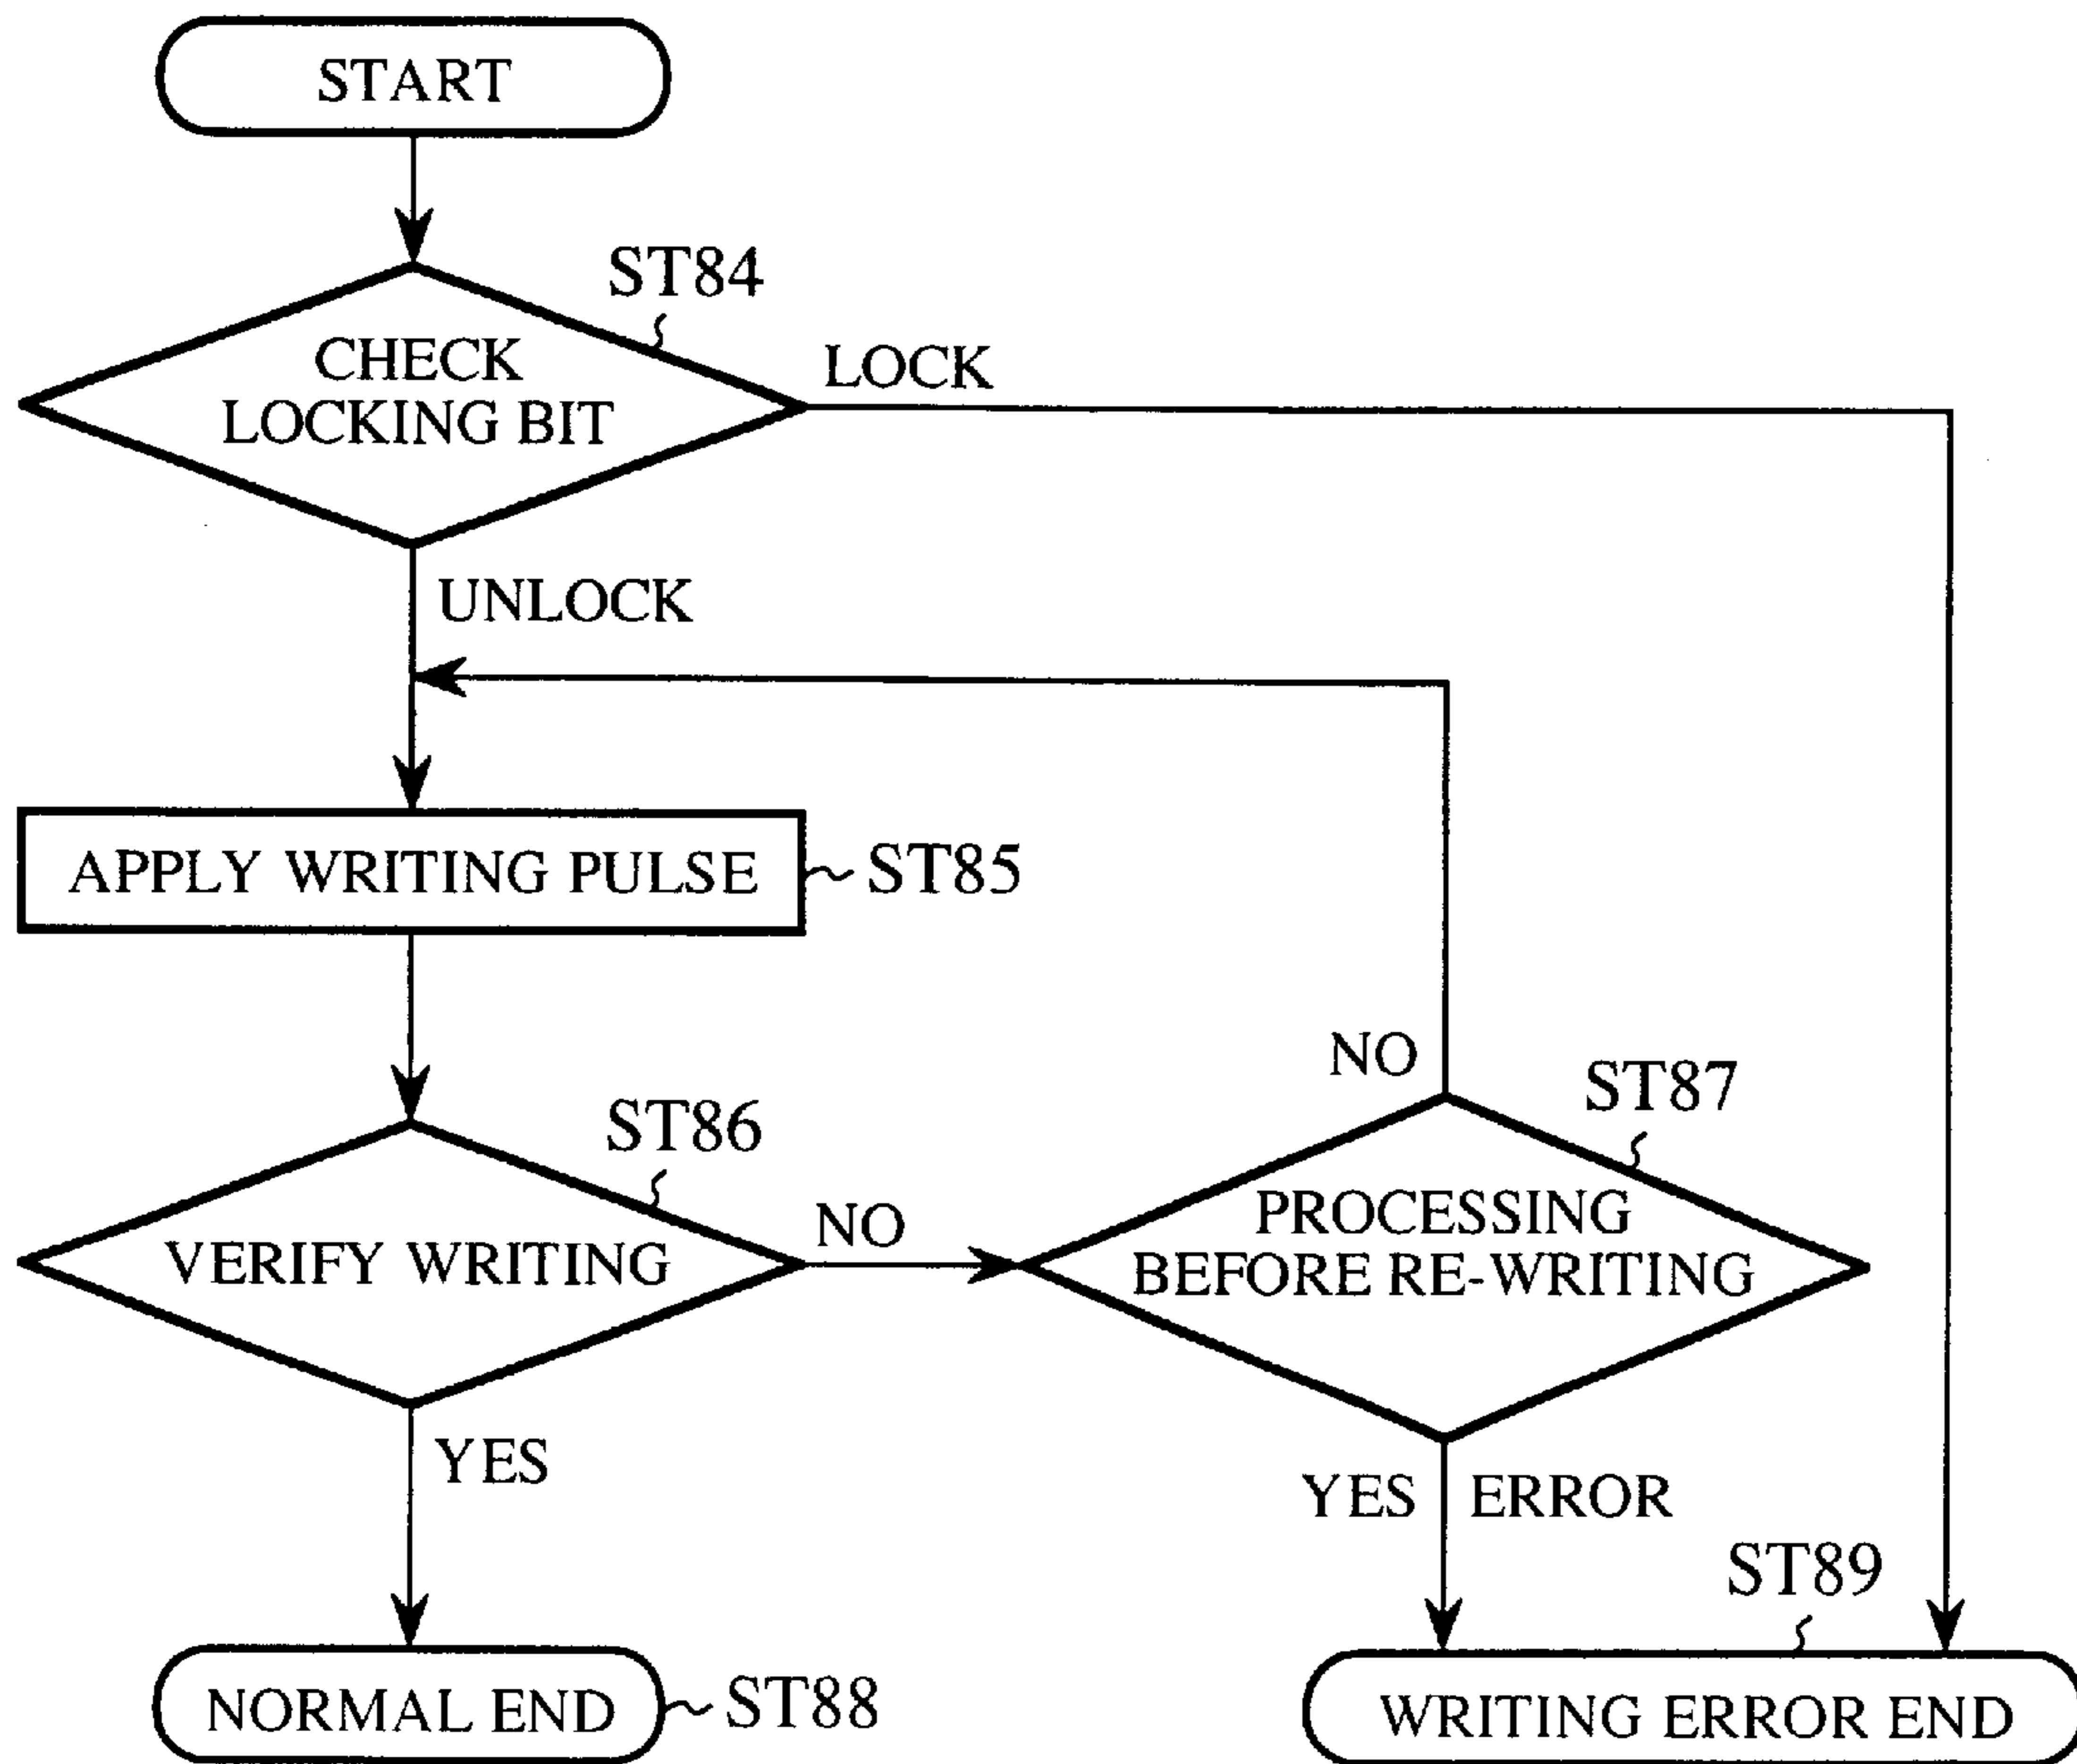 START
ST84
CHECK
LOCKING BIT
LOCK
UNLOCK
APPLY WRITING PULSE
ST85
NO
ST87
ST86
NO
PROCESSING
BEFORE RE-WRITING
VERIFY WRITING
YES
YES
ERROR
ST89
NORMAL END
ST88
WRITING ERROR END